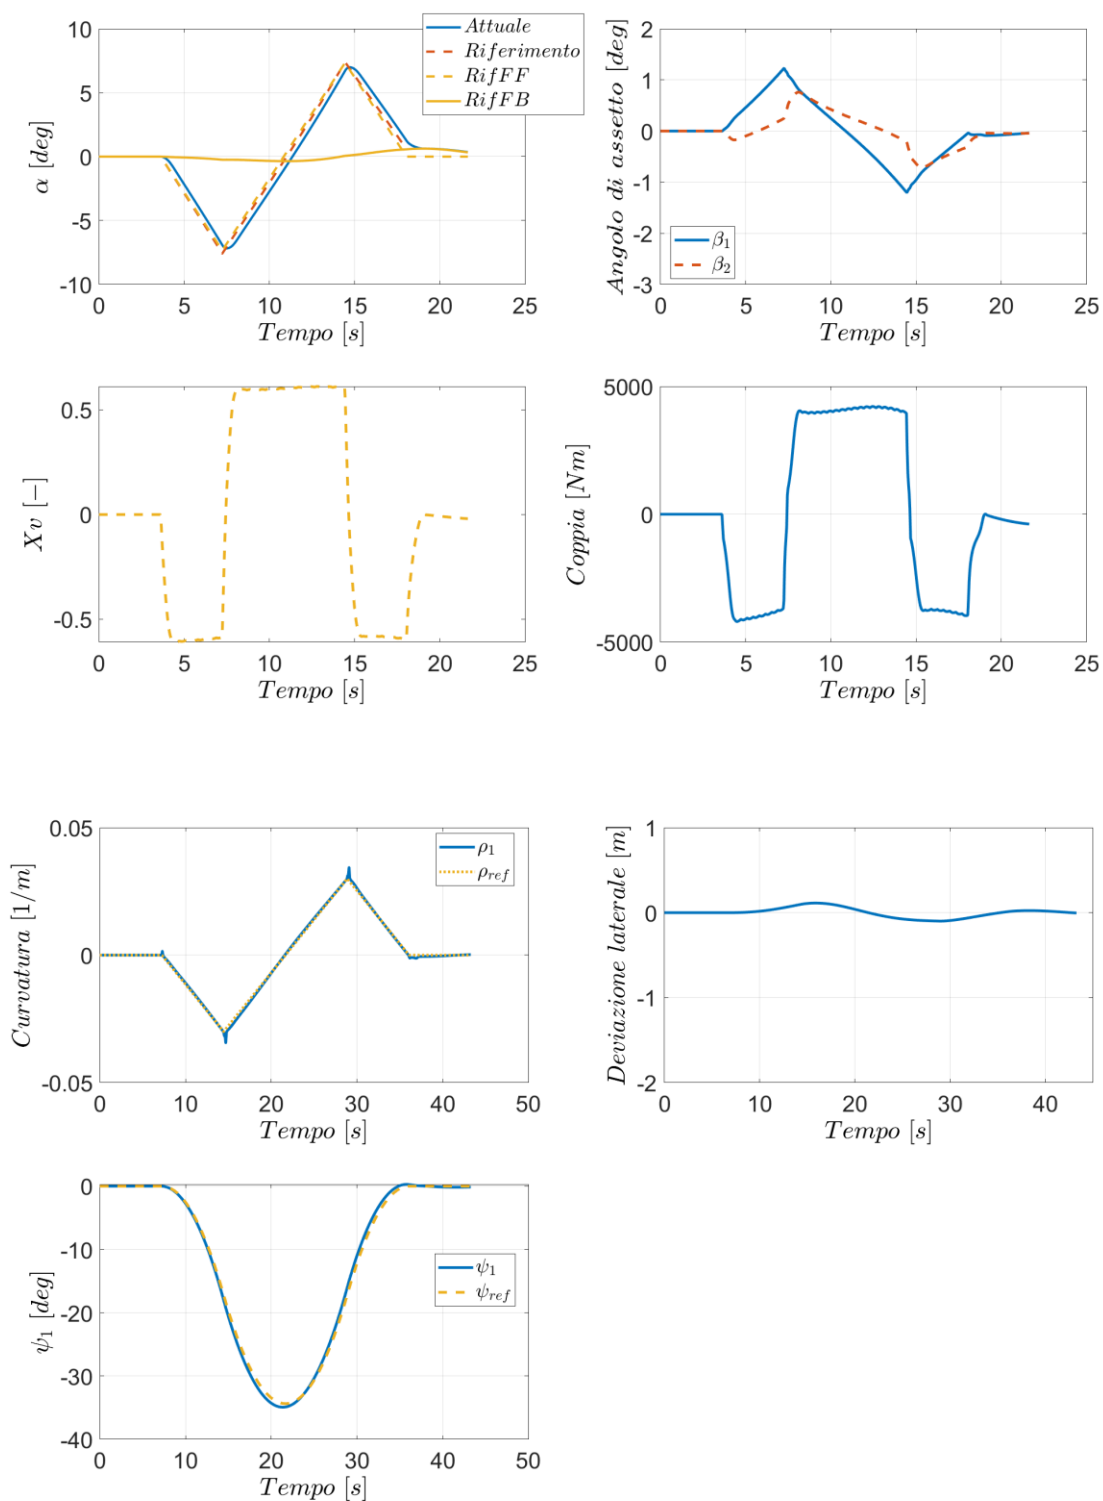 10
5
0
-5
-10
α [deg]
Attuale
Riferimento
RifFF
RifFB
0 5 10 15 20 25
Tempo [s]
2
1
0
-1
-2
-3
Angolo di assetto [deg]
β1
β2
0 5 10 15 20 25
Tempo [s]
0.5
0
-0.5
Xv [−]
0 5 10 15 20 25
Tempo [s]
5000
0
-5000
Coppia [Nm]
0 5 10 15 20 25
Tempo [s]
0.05
0
-0.05
Curvatura [1/m]
ρ1
ρref
0 10 20 30 40 50
Tempo [s]
1
0
-1
-2
Deviazione laterale [m]
0 20 40
Tempo [s]
0
-10
-20
-30
-40
ψ1 [deg]
ψ1
ψref
0 10 20 30 40 50
Tempo [s]